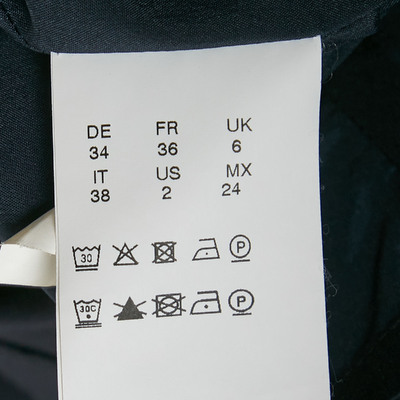 DE FR UK
34 36 6
IT US MX
38 2 24
30 P
30C P